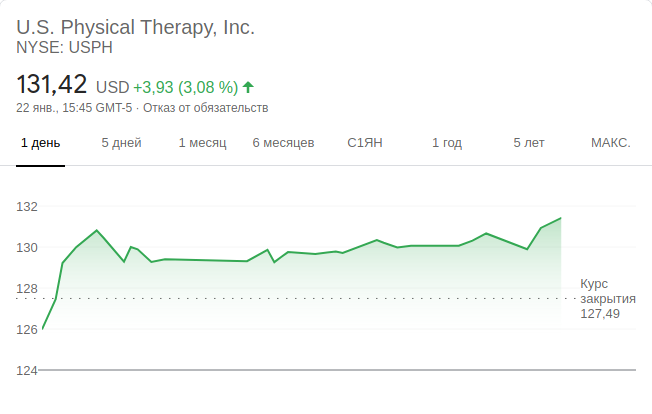 U.S. Physical Therapy, Inc.
NYSE: USPH
131,42 USD +3,93 (3,08 %)
22 янв., 15:45 GMT-5 · Отказ от обязательств
1 день 5 дней 1 месяц 6 месяцев С1ЯН 1 год 5 лет МАКС.
132
130
128
126
124
Курс
закрытия
127,49